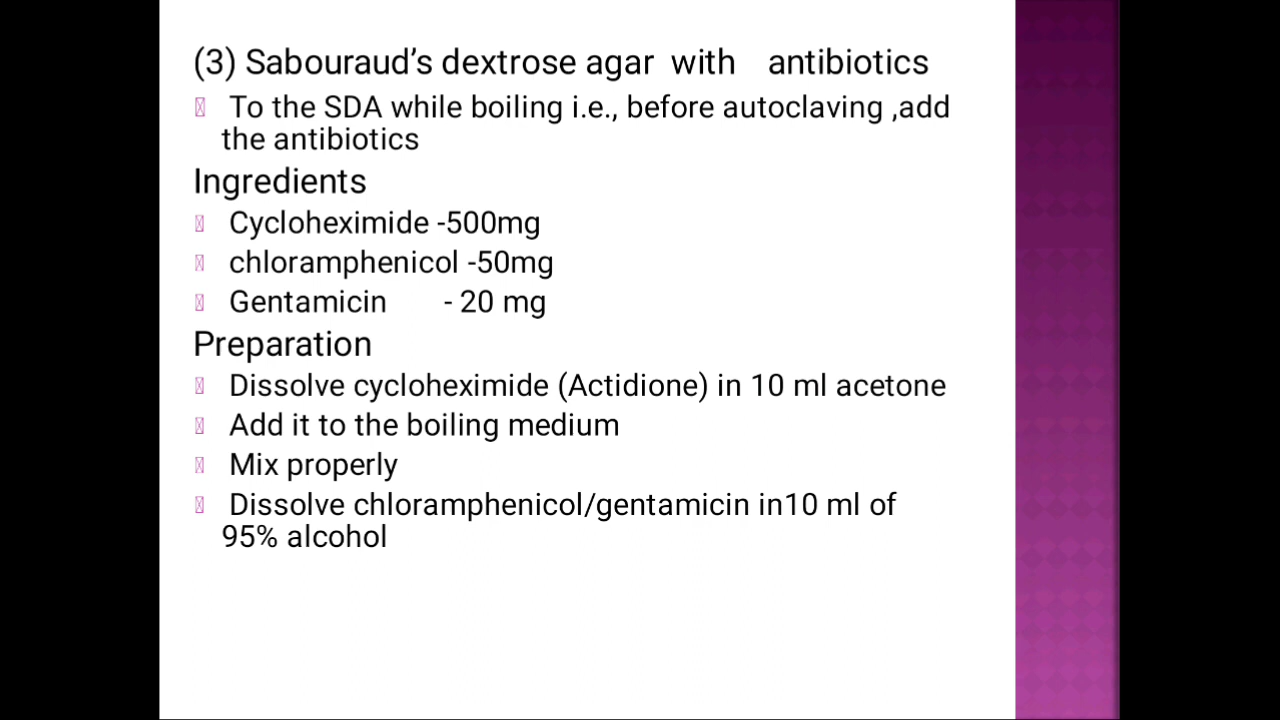 (3) Sabouraud's dextrose agar with antibiotics
To the SDA while boiling i.e., before autoclaving ,add
the antibiotics
Ingredients
Cycloheximide -500mg
chloramphenicol -50mg
Gentamicin - 20 mg
Preparation
Dissolve cycloheximide (Actidione) in 10 ml acetone
Add it to the boiling medium
Mix properly
Dissolve chloramphenicol/gentamicin in10 ml of
95% alcohol